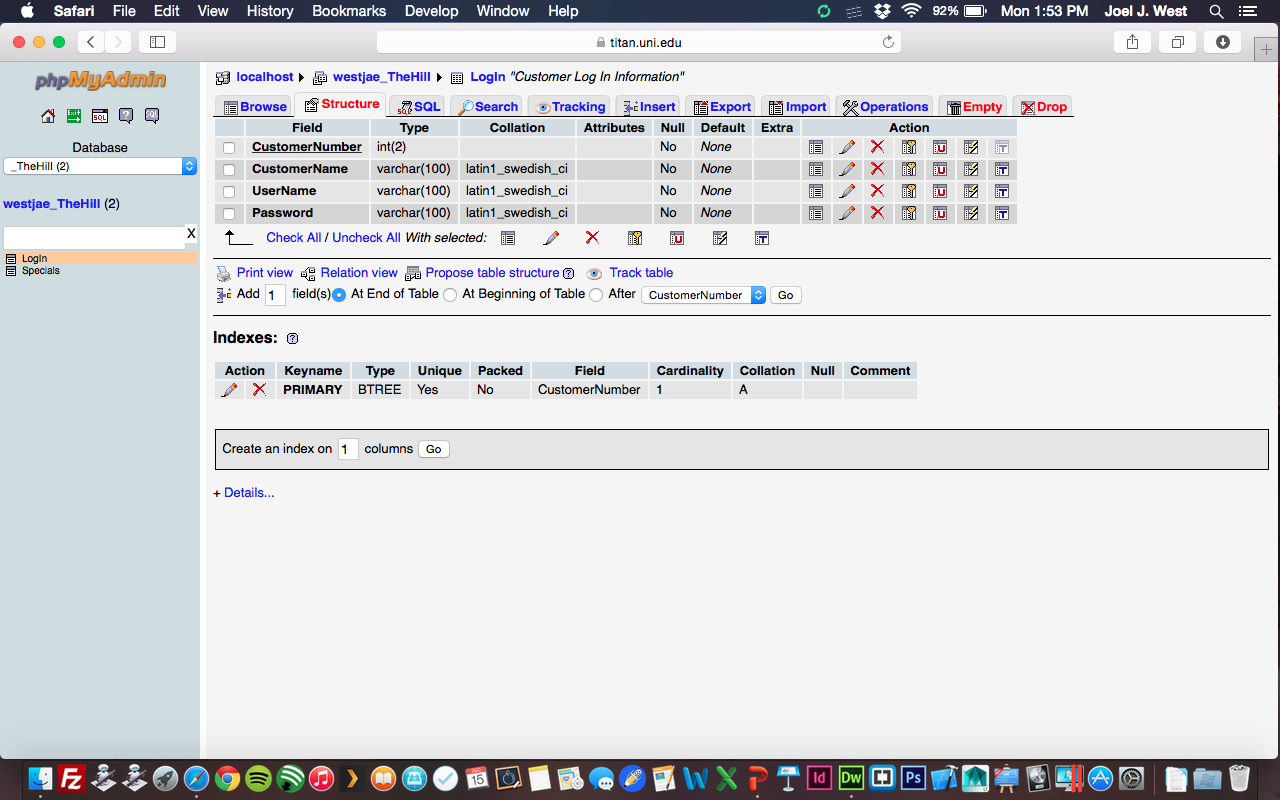 Safari File Edit View History Bookmarks Develop Window Help 92% Mon 1:53 PM Joel J. West
titan.uni.edu
phpMyAdmin
localhost westjae_TheHill LogIn "Customer Log In Information"
Browse Structure SQL Search Tracking Insert Export Import Operations Empty Drop
EXIT SQL ? SQL
Database
_TheHill (2)
westjae_TheHill (2)
X
LogIn
Specials
Field Type Collation Attributes Null Default Extra Action
CustomerNumber int(2) No None
CustomerName varchar(100) latin1_swedish_ci No None
UserName varchar(100) latin1_swedish_ci No None
Password varchar(100) latin1_swedish_ci No None
Check All / Uncheck All With selected:
Print view Relation view Propose table structure ? Track table
Add 1 field(s) At End of Table At Beginning of Table After CustomerNumber Go
Indexes: ?
Action Keyname Type Unique Packed Field Cardinality Collation Null Comment
PRIMARY BTREE Yes No CustomerNumber 1 A
Create an index on 1 columns Go
+ Details...
Fz DEC 15 W X P Id Dw Ps